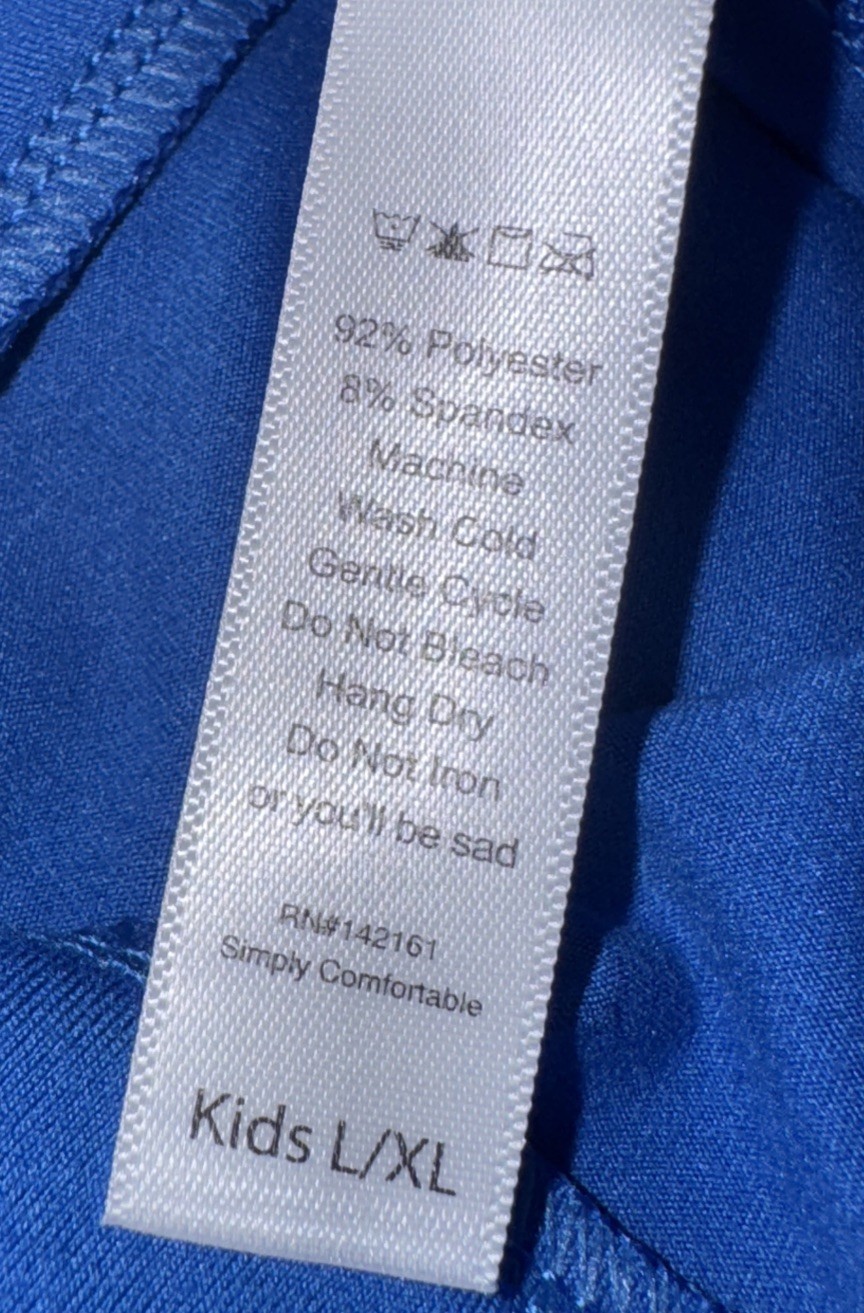 92% Polyester
8% Spandex
Machine
Wash Cold
Gentle Cycle
Do Not Bleach
Hang Dry
Do Not Iron
or you'll be sad
RN#142161
Simply Comfortable
Kids L/XL